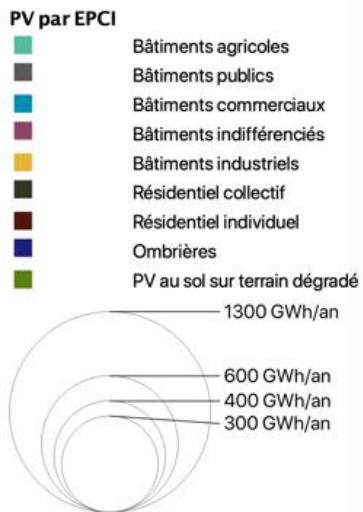 PV par EPCI
Bâtiments agricoles
Bâtiments publics
Bâtiments commerciaux
Bâtiments indifférenciés
Bâtiments industriels
Résidentiel collectif
Résidentiel individuel
Ombrières
PV au sol sur terrain dégradé
1300 GWh/an
600 GWh/an
400 GWh/an
300 GWh/an